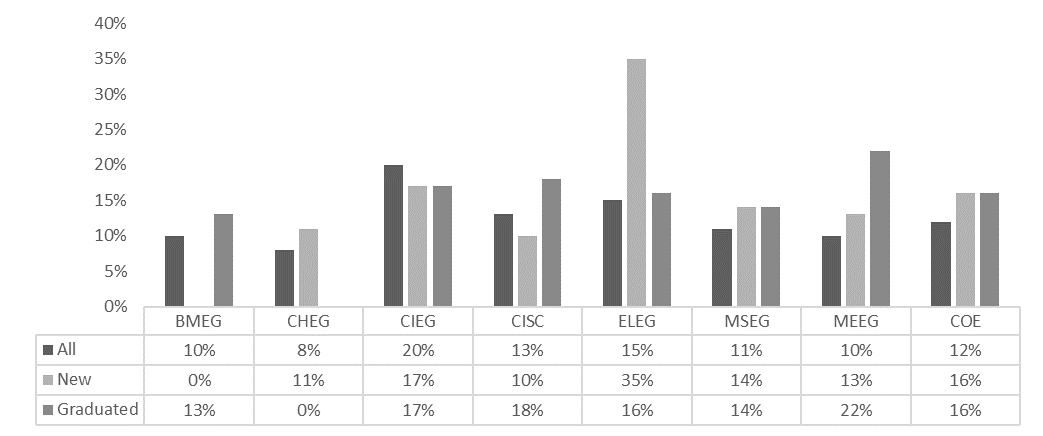 40%
35%
30%
25%
20%
15%
10%
5%
0%
BMEG CHEG CIEG CISC ELEG MSEG MEEG COE
All 10% 8% 20% 13% 15% 11% 10% 12%
New 0% 11% 17% 10% 35% 14% 13% 16%
Graduated 13% 0% 17% 18% 16% 14% 22% 16%